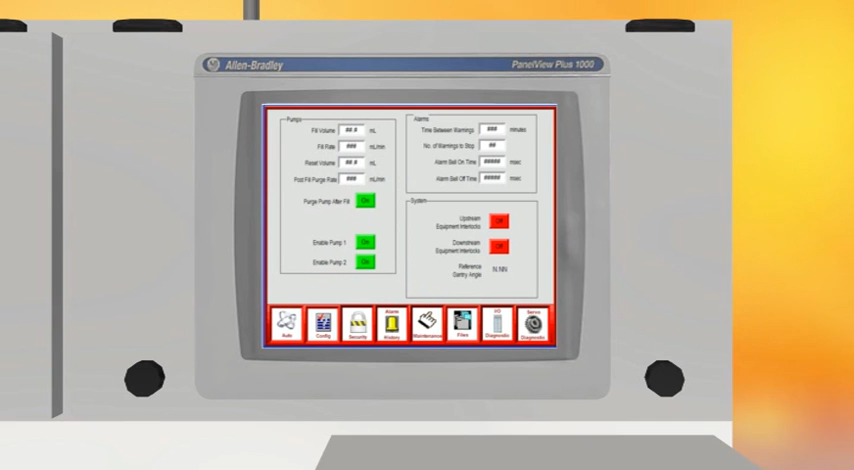 Allen-Bradley
PanelView Plus 1000
Pumps
Fill Volume ##.# mL
Fill Rate ### mL/min
Reset Volume ##.# mL
Post Fill Purge Rate ### mL/min
Purge Pump After Fill On
Enable Pump 1 On
Enable Pump 2 On
Alarms
Time Between Warnings ### minutes
No. of Warnings to Stop ##
Alarm Bell On Time ##### msec
Alarm Bell Off Time ##### msec
System
Upstream
Equipment Interlocks Off
Downstream
Equipment Interlocks Off
Reference
Gantry Angle N.NN
Auto
Config
Security
Alarm
History
Maintenance
Files
I/O
Diagnostic
Servo
Diagnostic